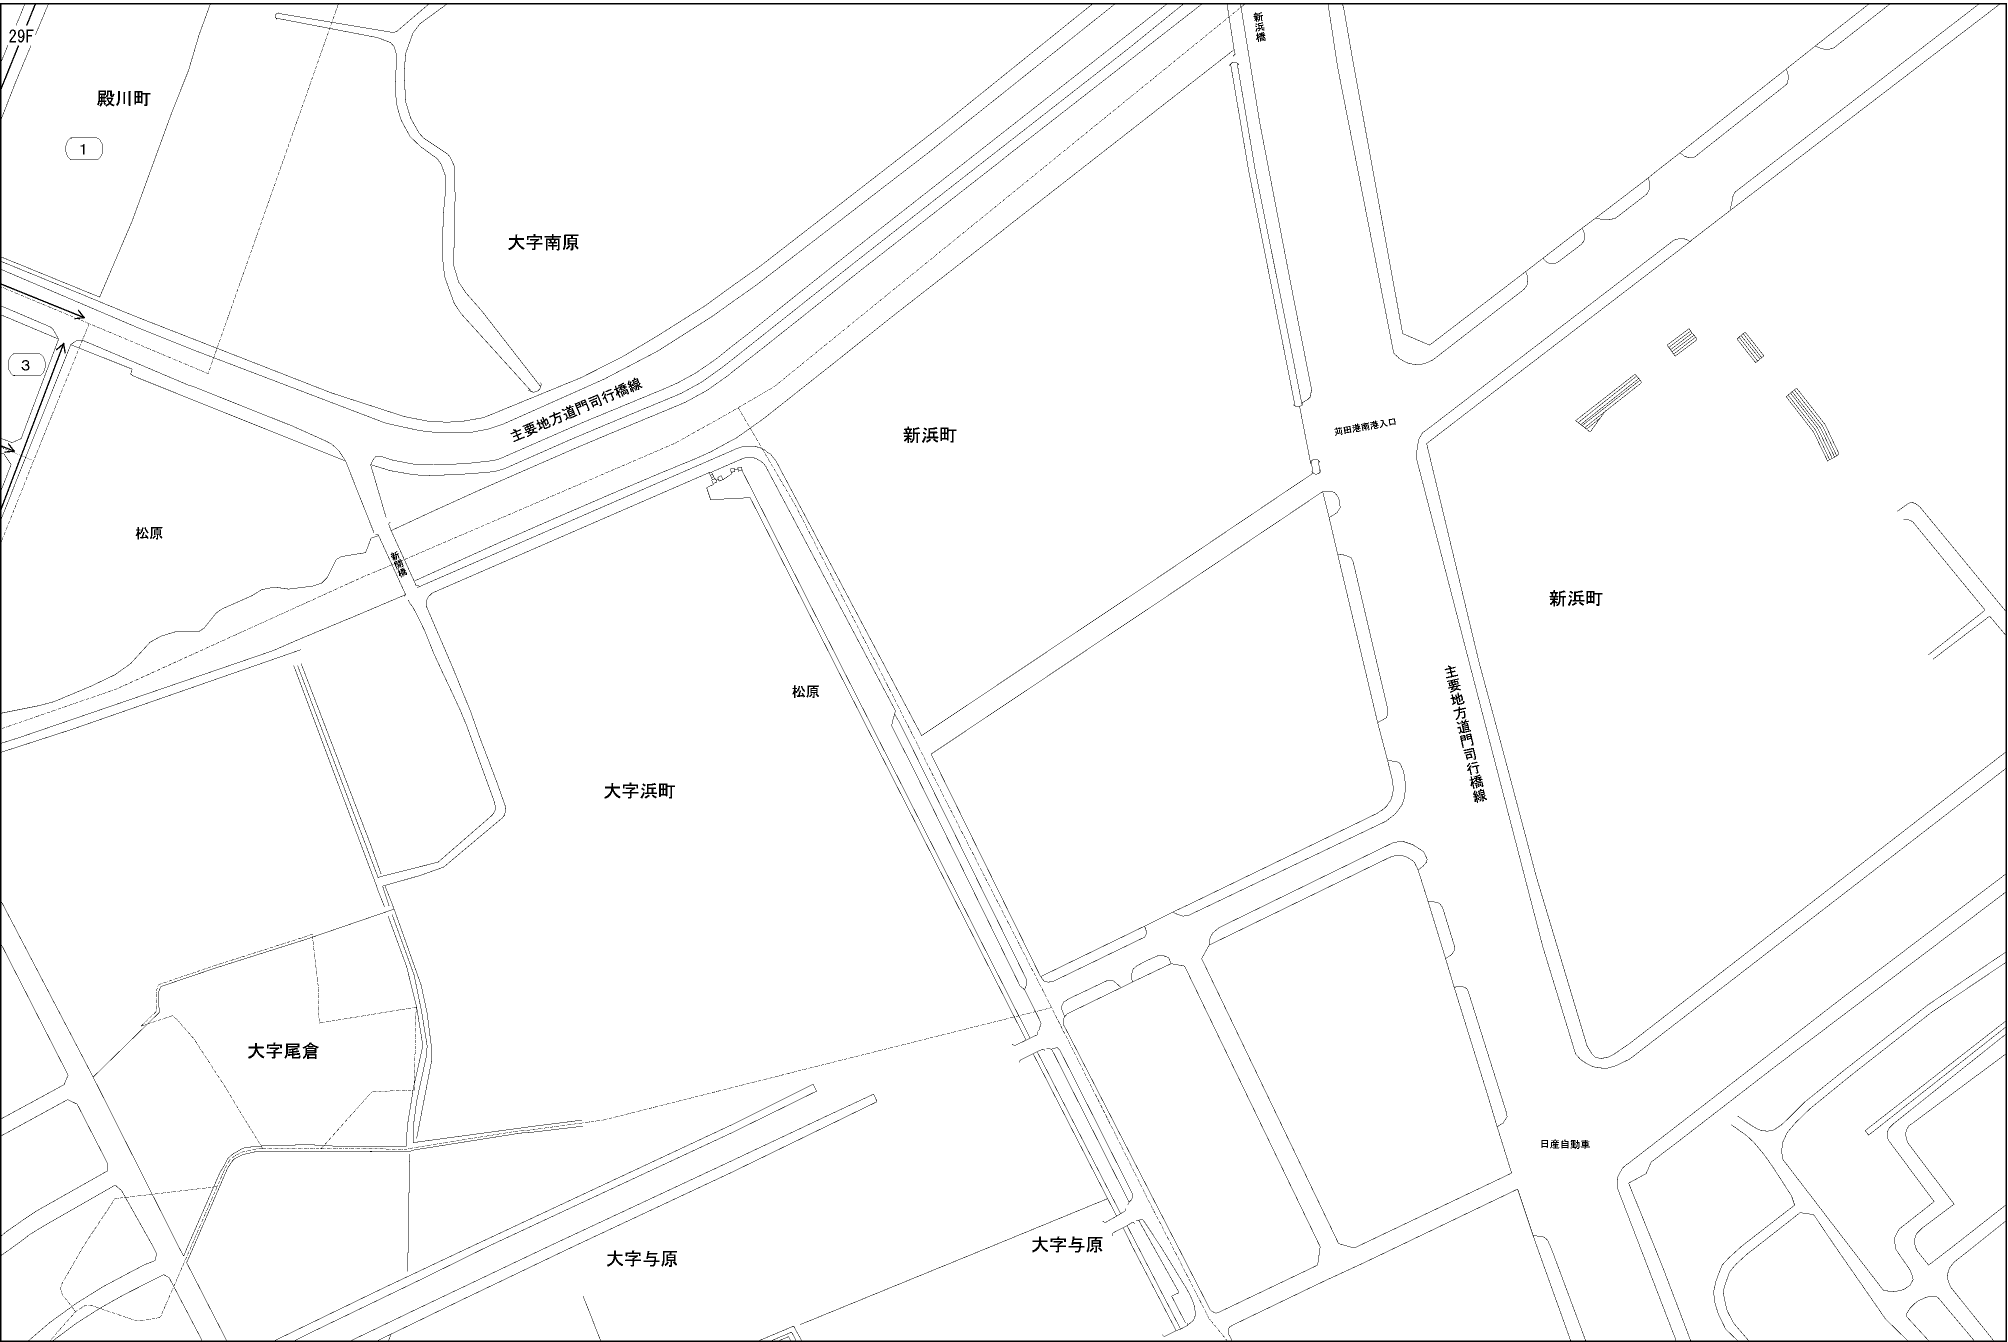 29F
新浜橋
殿川町
1
大字南原
3
主要地方道門司行橋線
新浜町
苅田港南港入口
松原
新開橋
新浜町
松原
主要地方道門司行橋線
大字浜町
大字尾倉
日産自動車
大字与原
大字与原